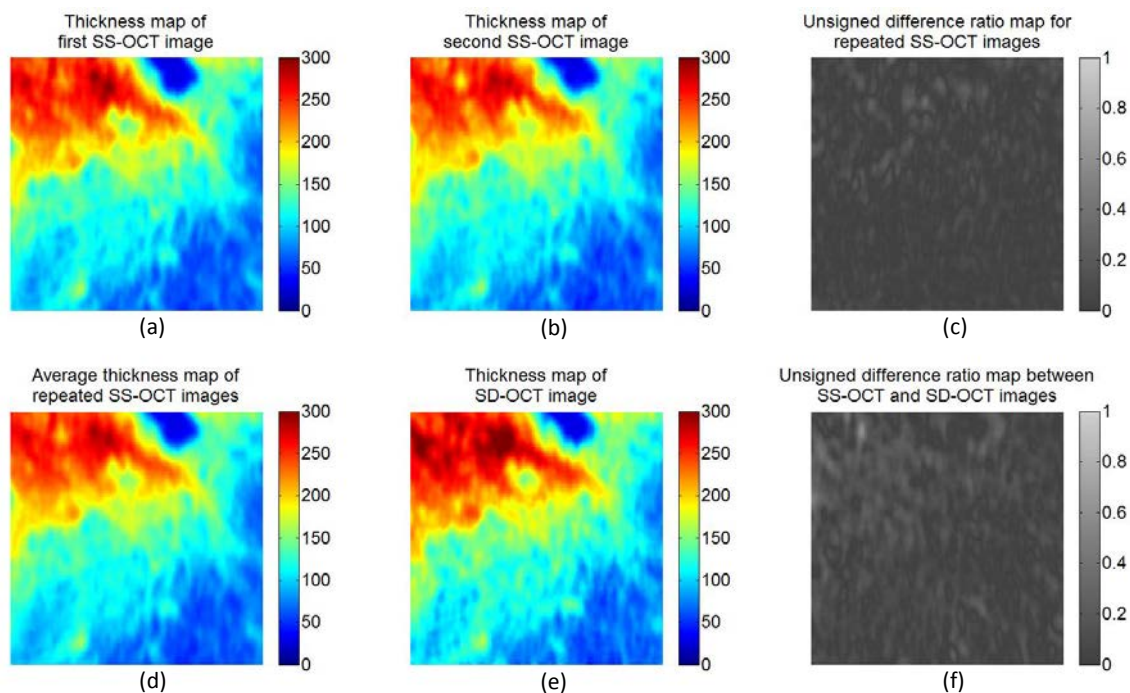 Thickness map of
first SS-OCT image
300
250
200
150
100
50
0
(a)
Thickness map of
second SS-OCT image
300
250
200
150
100
50
0
(b)
Unsigned difference ratio map for
repeated SS-OCT images
1
0.8
0.6
0.4
0.2
0
(c)
Average thickness map of
repeated SS-OCT images
300
250
200
150
100
50
0
(d)
Thickness map of
SD-OCT image
300
250
200
150
100
50
0
(e)
Unsigned difference ratio map between
SS-OCT and SD-OCT images
1
0.8
0.6
0.4
0.2
0
(f)